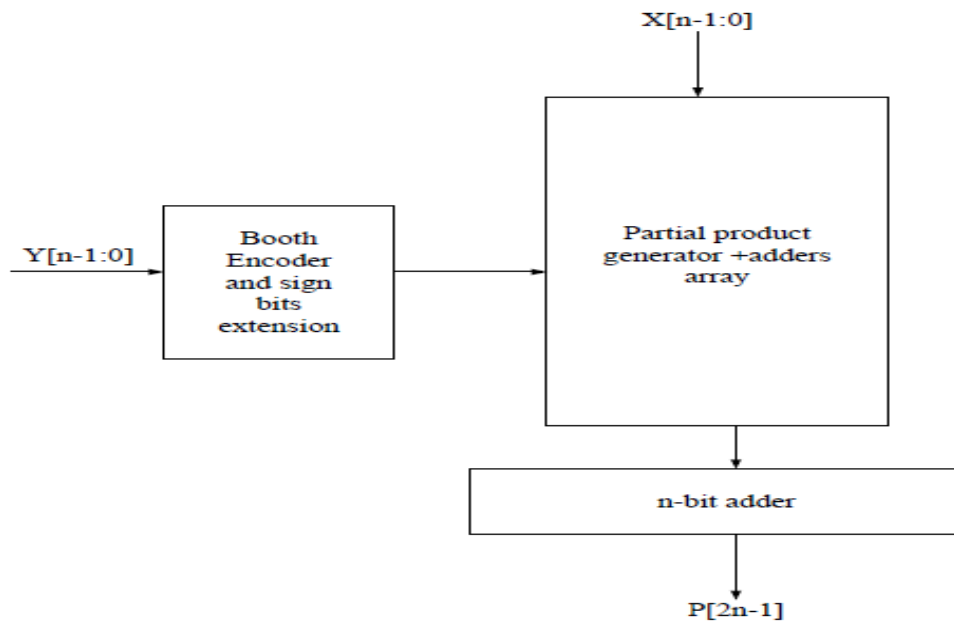 X[n-1:0]
Y[n-1:0]
Booth
Encoder
and sign
bits
extension
Partial product
generator +adders
array
n-bit adder
P[2n-1]